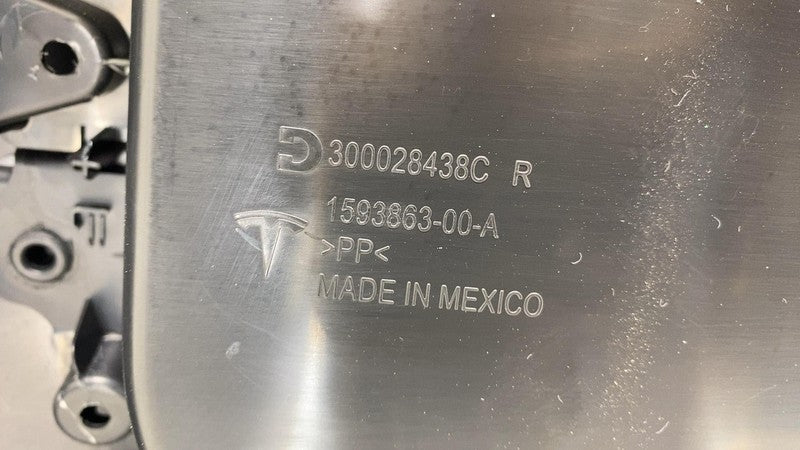 300028438C R
1593863-00-A
>PP<
MADE IN MEXICO